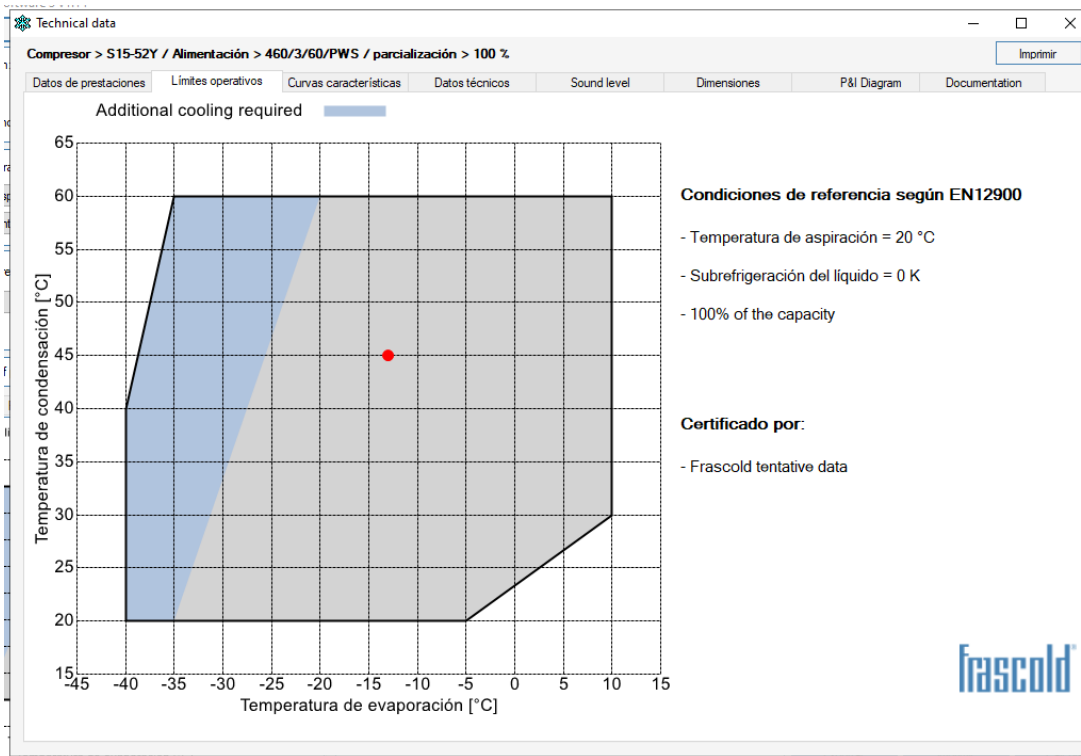 Technical data
Compresor > S15-52Y / Alimentación > 460/3/60/PWS / parcialización > 100 %
Imprimir
Datos de prestaciones
Límites operativos
Curvas características
Datos técnicos
Sound level
Dimensiones
P&I Diagram
Documentation
Additional cooling required
65
60
55
50
45
40
35
30
25
20
15
Temperatura de condensación [°C]
-45
-40
-35
-30
-25
-20
-15
-10
-5
0
5
10
15
Temperatura de evaporación [°C]
Condiciones de referencia según EN12900
- Temperatura de aspiración = 20 °C
- Subrefrigeración del líquido = 0 K
- 100% of the capacity
Certificado por:
- Frascold tentative data
frascold